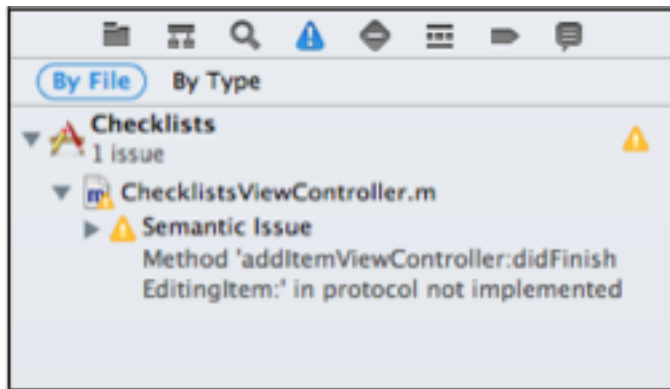 By File By Type
Checklists
1 issue
m ChecklistsViewController.m
Semantic Issue
Method 'addItemViewController:didFinish
EditingItem:' in protocol not implemented